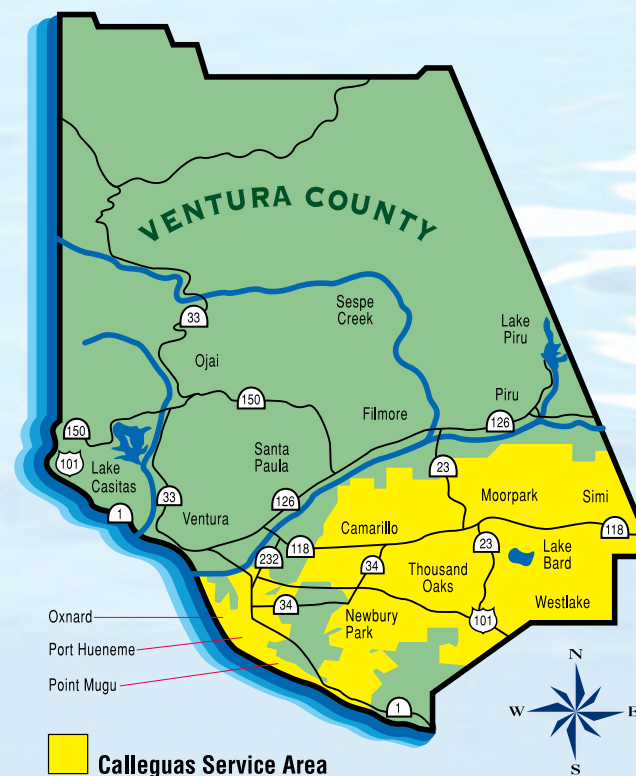 VENTURA COUNTY
Sespe
Creek
33
Lake
Piru
Ojai
Piru
150
Filmore
126
150
101
Lake
Casitas
Santa
Paula
23
33
126
Moorpark
Simi
1
Ventura
Camarillo
118
118
232
23
34
Thousand
Oaks
Lake
Bard
34
Newbury
Park
Westlake
101
Oxnard
Port Hueneme
Point Mugu
1
N
W
E
S
Calleguas Service Area